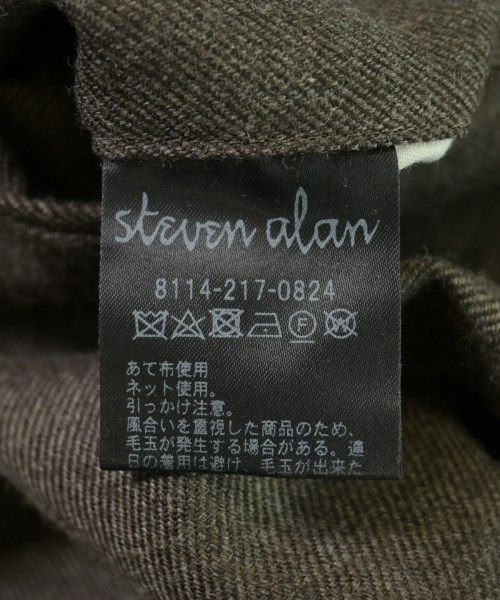 steven alan
8114-217-0824
あて布使用
ネット使用。
引っかけ注意。
風合いを重視した商品のため、
毛玉が発生する場合がある。連
日の着用は避け、毛玉が出来た